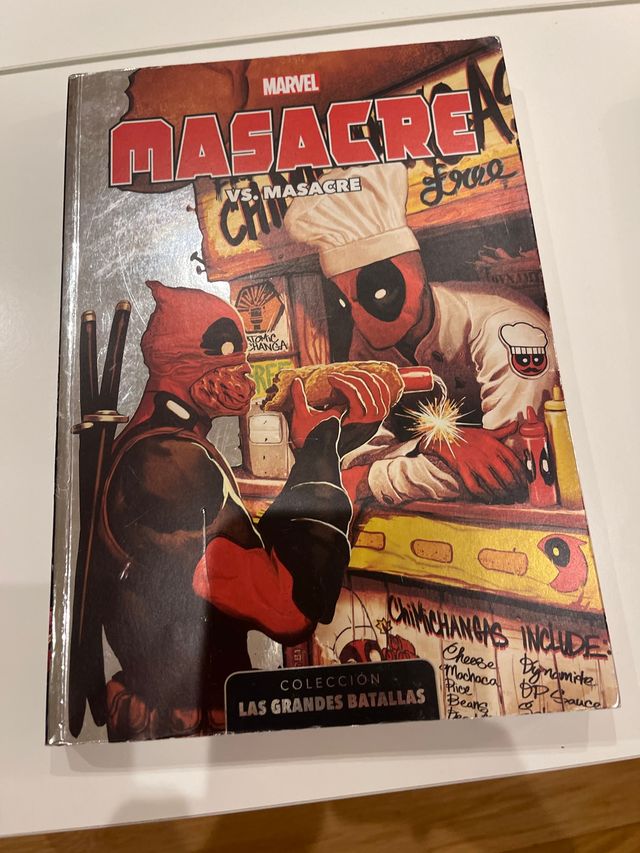 MARVEL
MASACRE
VS. MASACRE
free
ATOMIC
CHANGA
CHIMICHANGAS INCLUDE:
Cheese
Machaca
Rice
Beans
Dynamite
DP Sauce
COLECCIÓN
LAS GRANDES BATALLAS